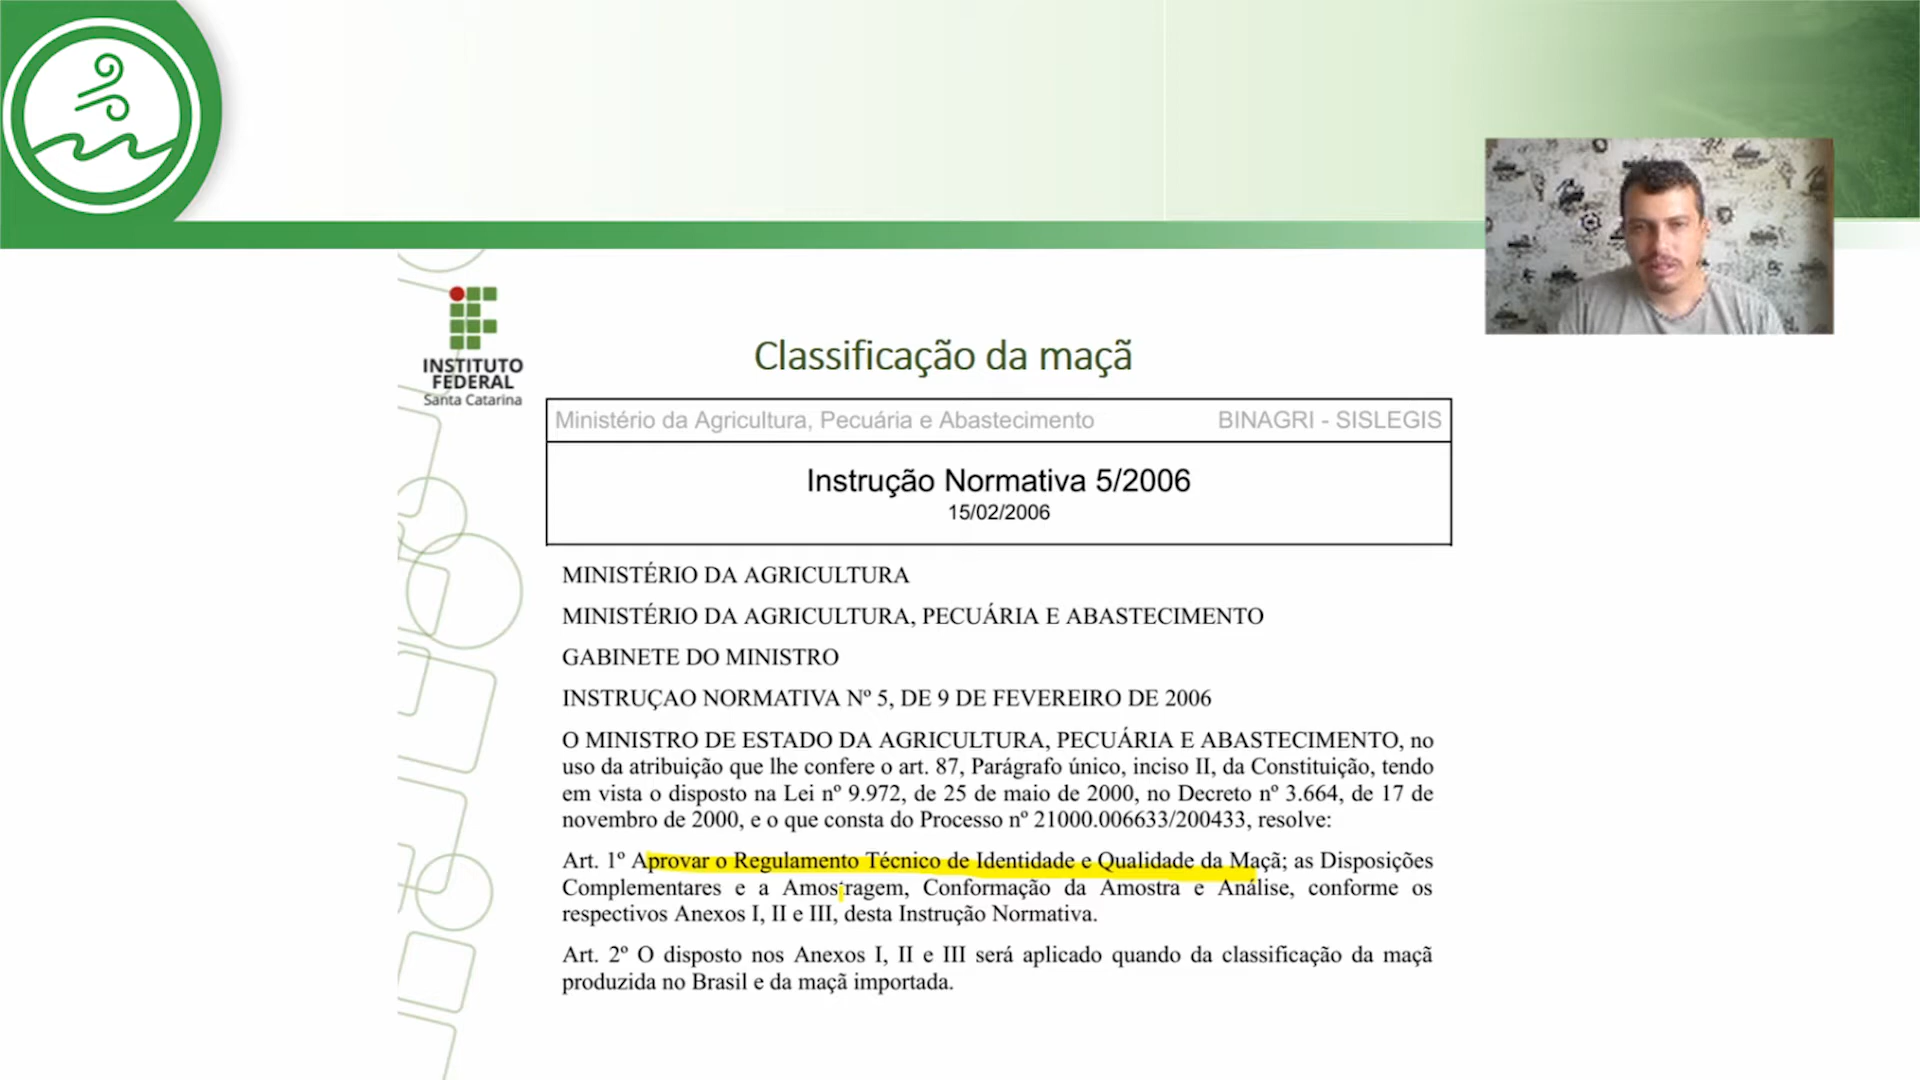 INSTITUTO
FEDERAL
Santa Catarina
Classificação da maçã
Ministério da Agricultura, Pecuária e Abastecimento BINAGRI - SISLEGIS
Instrução Normativa 5/2006
15/02/2006
MINISTÉRIO DA AGRICULTURA
MINISTÉRIO DA AGRICULTURA, PECUÁRIA E ABASTECIMENTO
GABINETE DO MINISTRO
INSTRUÇAO NORMATIVA Nº 5, DE 9 DE FEVEREIRO DE 2006
O MINISTRO DE ESTADO DA AGRICULTURA, PECUÁRIA E ABASTECIMENTO, no
uso da atribuição que lhe confere o art. 87, Parágrafo único, inciso II, da Constituição, tendo
em vista o disposto na Lei nº 9.972, de 25 de maio de 2000, no Decreto nº 3.664, de 17 de
novembro de 2000, e o que consta do Processo nº 21000.006633/200433, resolve:
Art. 1º Aprovar o Regulamento Técnico de Identidade e Qualidade da Maçã; as Disposições
Complementares e a Amostragem, Conformação da Amostra e Análise, conforme os
respectivos Anexos I, II e III, desta Instrução Normativa.
Art. 2º O disposto nos Anexos I, II e III será aplicado quando da classificação da maçã
produzida no Brasil e da maçã importada.